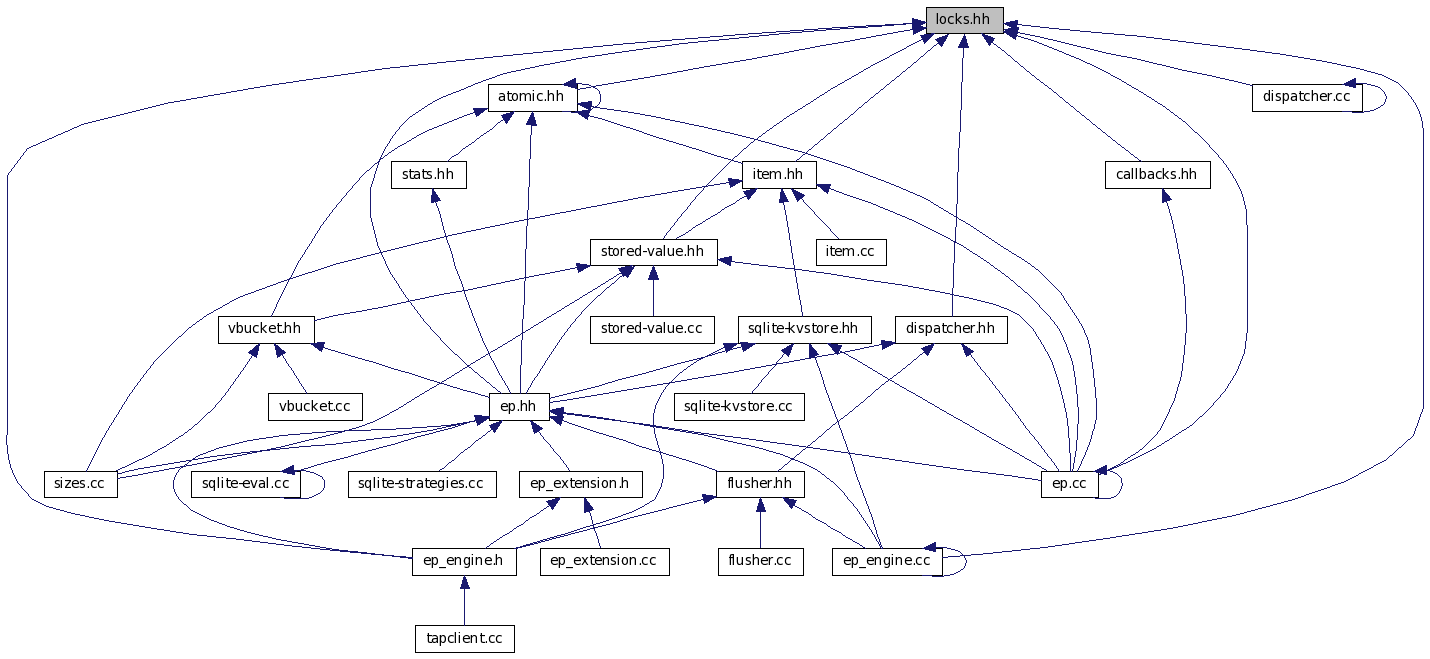 locks.hh
atomic.hh
dispatcher.cc
stats.hh
item.hh
callbacks.hh
stored-value.hh
item.cc
vbucket.hh
stored-value.cc
sqlite-kvstore.hh
dispatcher.hh
vbucket.cc
ep.hh
sqlite-kvstore.cc
sizes.cc
sqlite-eval.cc
sqlite-strategies.cc
ep_extension.h
flusher.hh
ep.cc
ep_engine.h
ep_extension.cc
flusher.cc
ep_engine.cc
tapclient.cc